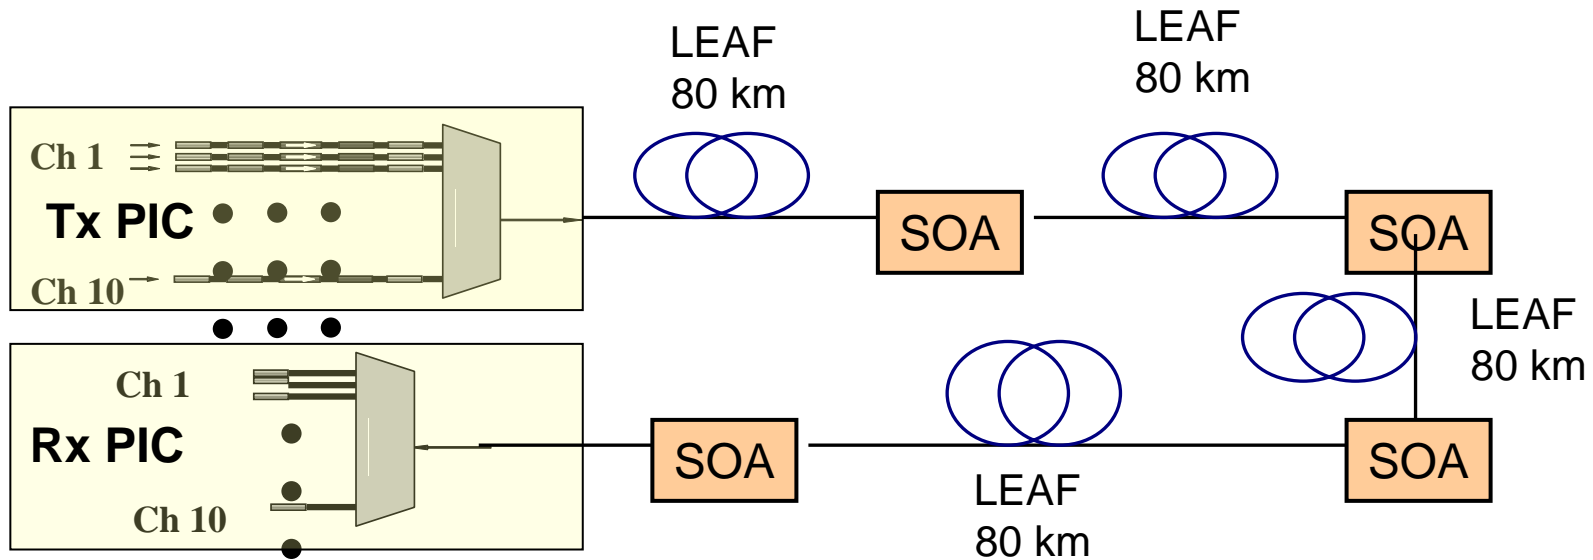 LEAF
80 km
LEAF
80 km
Ch 1
Tx PIC
Ch 10
SOA
SOA
LEAF
80 km
Ch 1
Rx PIC
Ch 10
SOA
LEAF
80 km
SOA